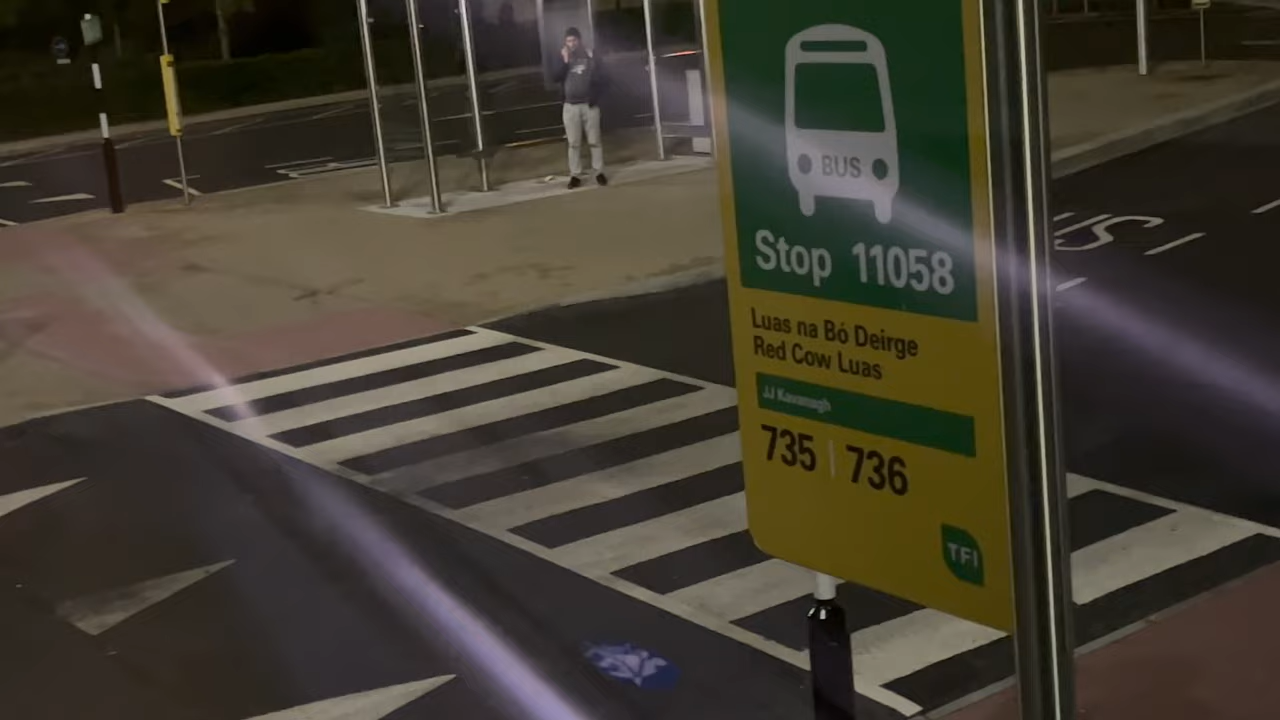 BUS
Stop 11058
Luas na Bó Deirge
Red Cow Luas
JJ Kavanagh
735 | 736
TFI